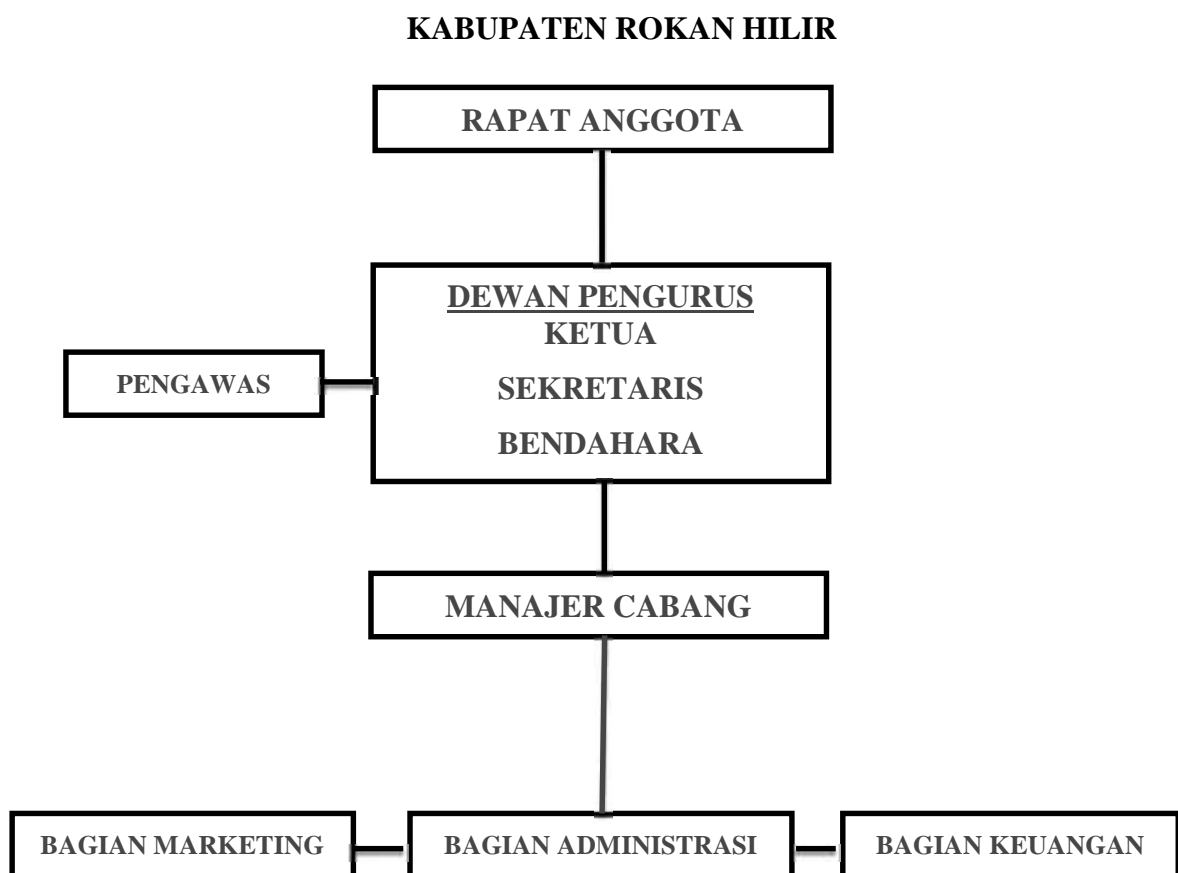 KABUPATEN ROKAN HILIR
RAPAT ANGGOTA
DEWAN PENGURUS
KETUA
SEKRETARIS
BENDAHARA
PENGAWAS
MANAJER CABANG
BAGIAN MARKETING
BAGIAN ADMINISTRASI
BAGIAN KEUANGAN